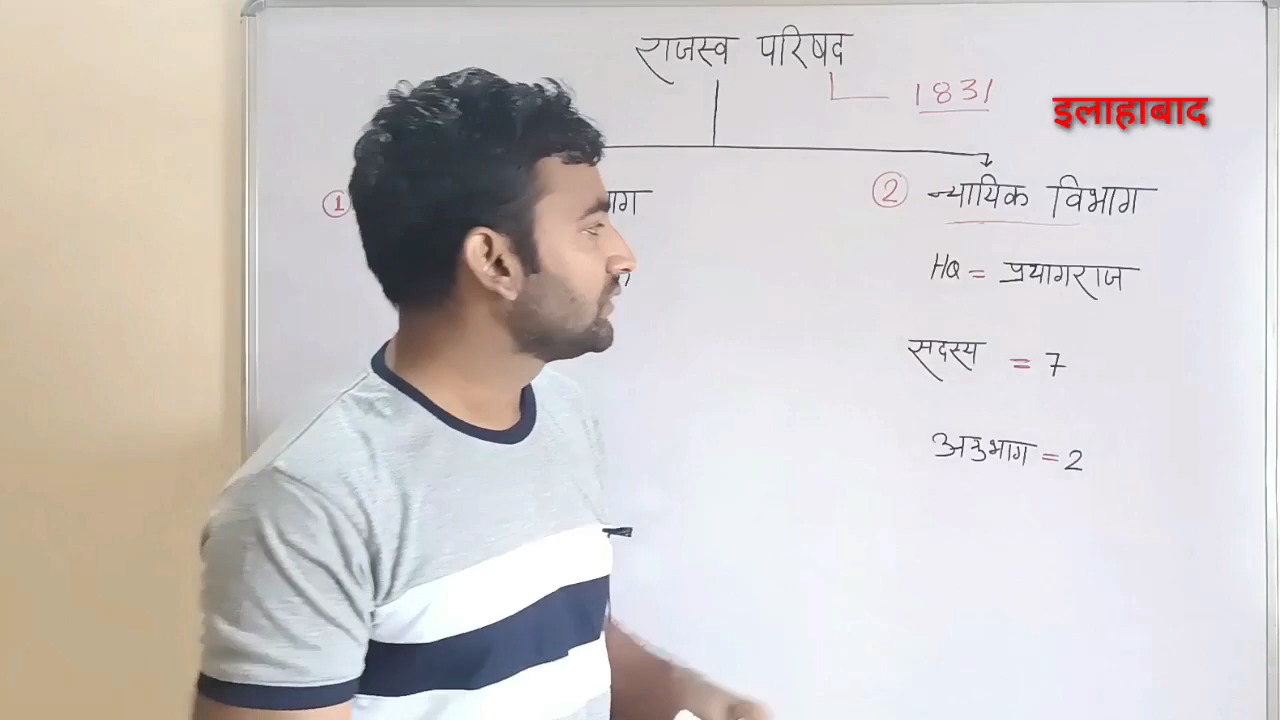 राजस्व परिषद
1831
इलाहाबाद
1
2 न्यायिक विभाग
HQ = प्रयागराज
सदस्य = 7
अनुभाग = 2